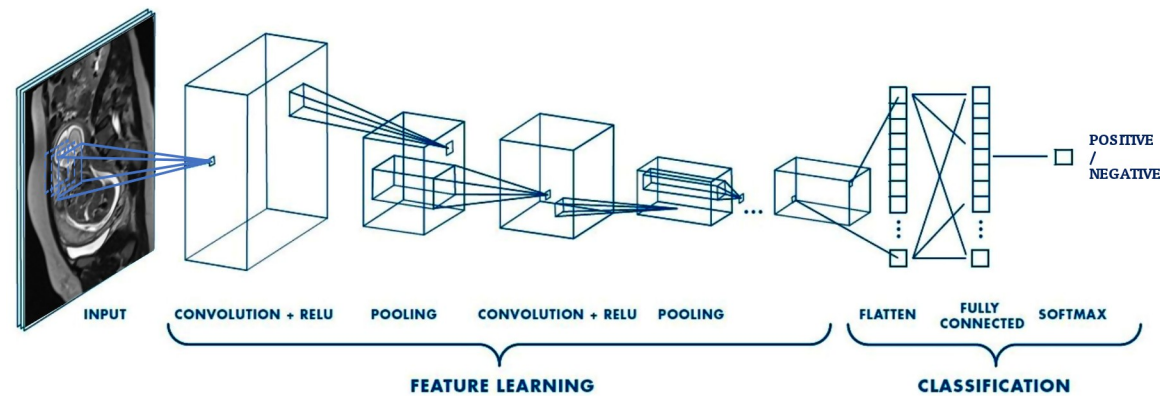 POSITIVE
/
NEGATIVE
INPUT
CONVOLUTION + RELU
POOLING
CONVOLUTION + RELU
POOLING
FLATTEN
FULLY
CONNECTED
SOFTMAX
FEATURE LEARNING
CLASSIFICATION